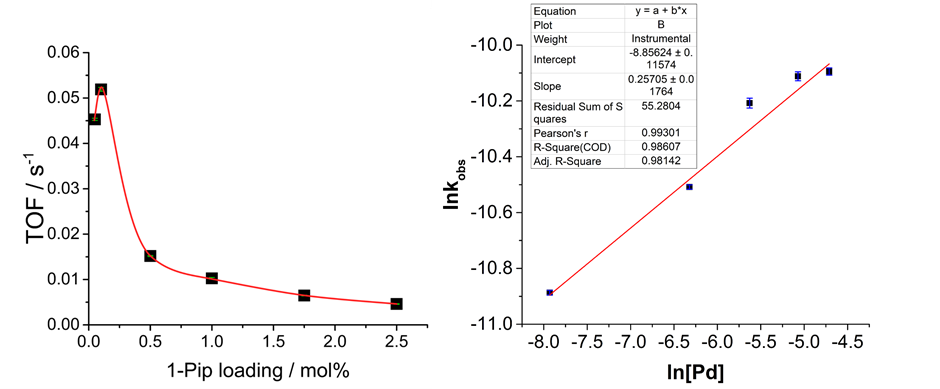 0.06
0.05
0.04
0.03
0.02
0.01
0.00
TOF / s⁻¹
0.0 0.5 1.0 1.5 2.0 2.5
1-Pip loading / mol%
Equation y = a + b*x
Plot B
Weight Instrumental
Intercept -8.85624 ± 0.
11574
Slope 0.25705 ± 0.0
1764
Residual Sum of S 55.2804
quares
Pearson's r 0.99301
R-Square(COD) 0.98607
Adj. R-Square 0.98142
-10.0
-10.2
-10.4
-10.6
-10.8
-11.0
lnk_obs
-8.0 -7.5 -7.0 -6.5 -6.0 -5.5 -5.0 -4.5
ln[Pd]